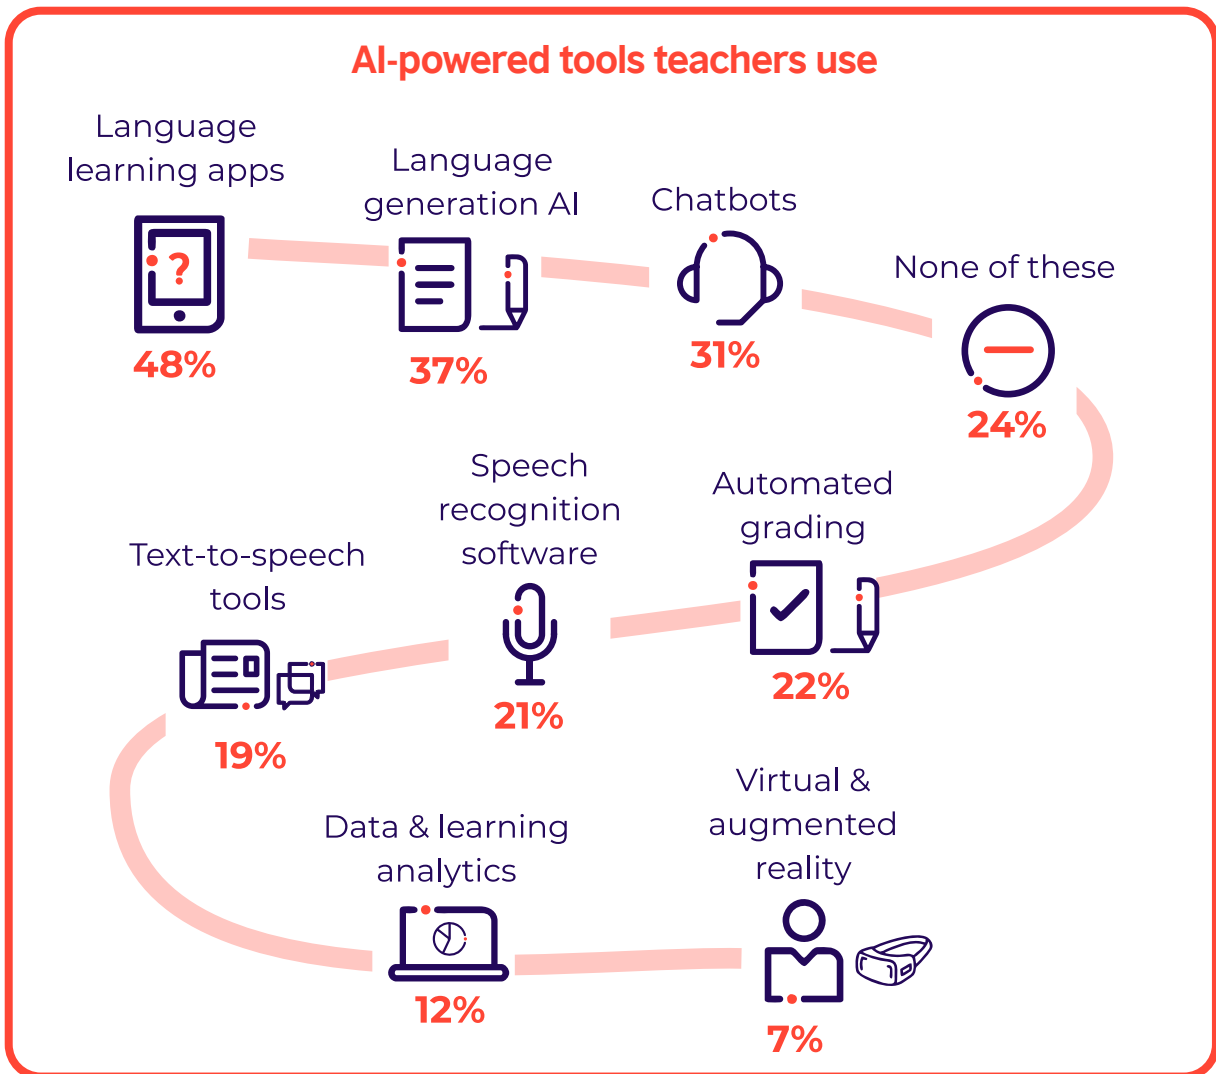 AI-powered tools teachers use
Language
learning apps
?
48%
Language
generation AI
37%
Chatbots
31%
None of these
24%
Automated
grading
22%
Speech
recognition
software
21%
Text-to-speech
tools
19%
Data & learning
analytics
12%
Virtual &
augmented
reality
7%